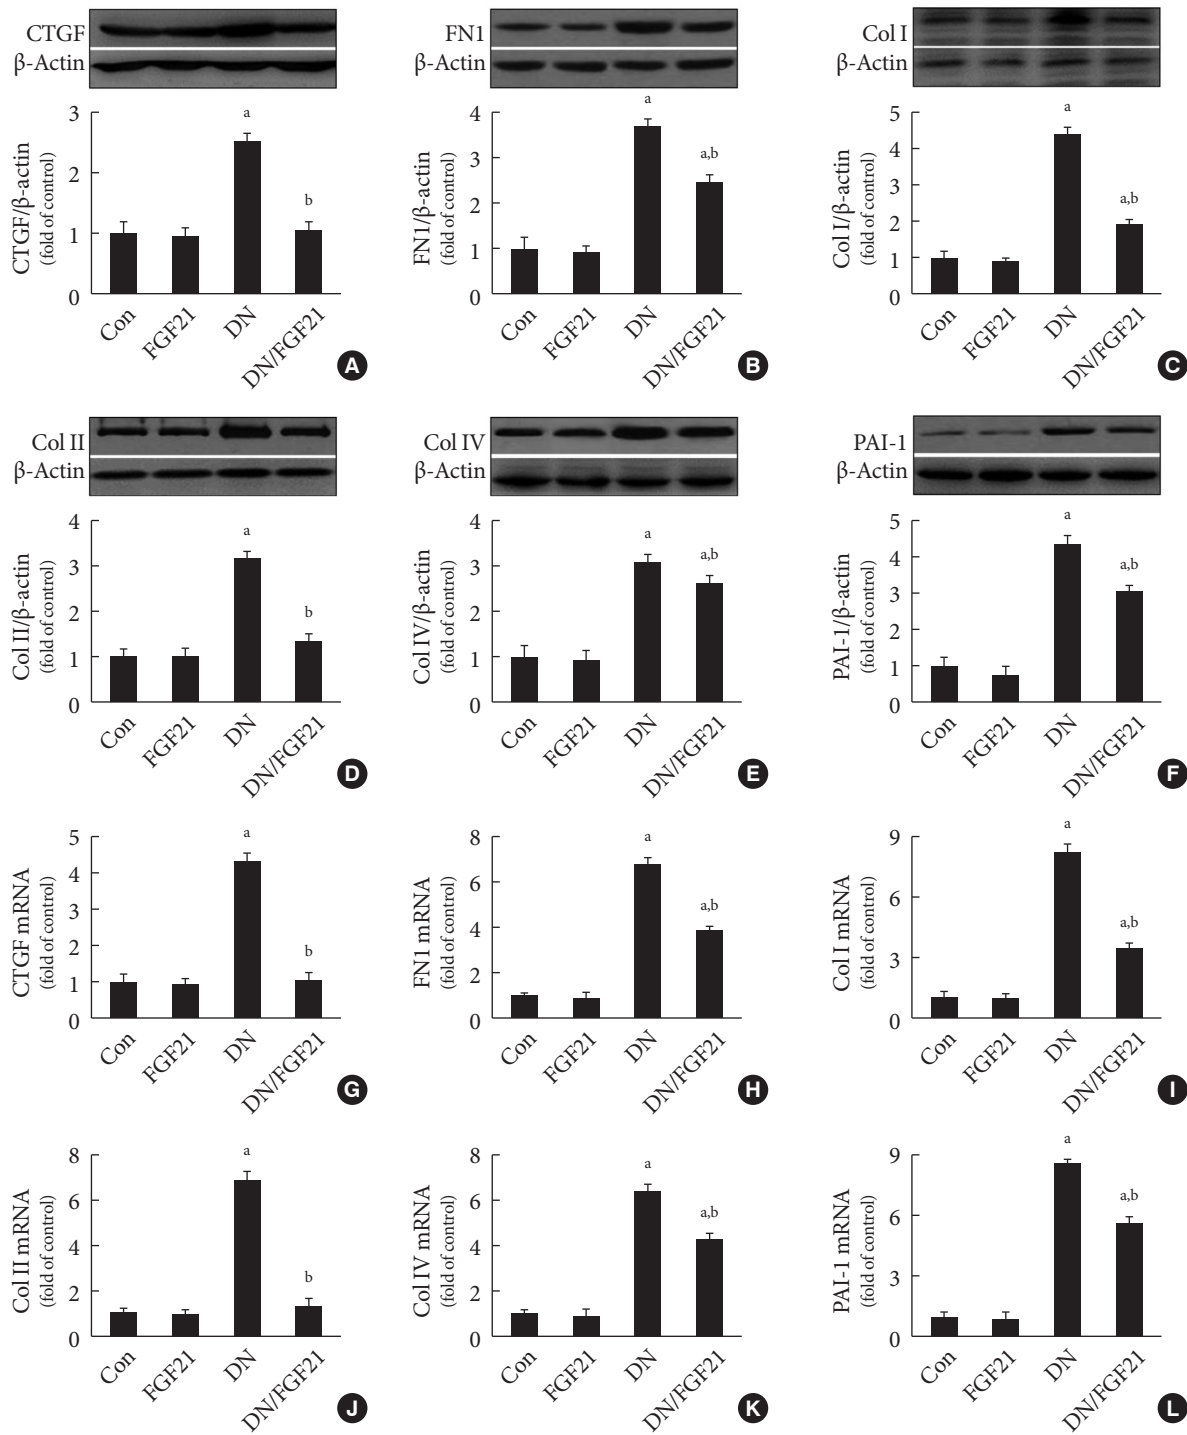 CTGF
β-Actin
CTGF/β-actin
(fold of control)
3
2
1
0
a
b
Con
FGF21
DN
DN/FGF21
A
FN1
β-Actin
FN1/β-actin
(fold of control)
4
3
2
1
0
a
a,b
Con
FGF21
DN
DN/FGF21
B
Col I
β-Actin
Col I/β-actin
(fold of control)
5
4
3
2
1
0
a
a,b
Con
FGF21
DN
DN/FGF21
C
Col II
β-Actin
Col II/β-actin
(fold of control)
4
3
2
1
0
a
b
Con
FGF21
DN
DN/FGF21
D
Col IV
β-Actin
Col IV/β-actin
(fold of control)
4
3
2
1
0
a
a,b
Con
FGF21
DN
DN/FGF21
E
PAI-1
β-Actin
PAI-1/β-actin
(fold of control)
5
4
3
2
1
0
a
a,b
Con
FGF21
DN
DN/FGF21
F
CTGF mRNA
(fold of control)
5
4
3
2
1
0
a
b
Con
FGF21
DN
DN/FGF21
G
FN1 mRNA
(fold of control)
8
6
4
2
0
a
a,b
Con
FGF21
DN
DN/FGF21
H
Col I mRNA
(fold of control)
9
6
3
0
a
a,b
Con
FGF21
DN
DN/FGF21
I
Col II mRNA
(fold of control)
8
6
4
2
0
a
b
Con
FGF21
DN
DN/FGF21
J
Col IV mRNA
(fold of control)
8
6
4
2
0
a
a,b
Con
FGF21
DN
DN/FGF21
K
PAI-1 mRNA
(fold of control)
9
6
3
0
a
a,b
Con
FGF21
DN
DN/FGF21
L